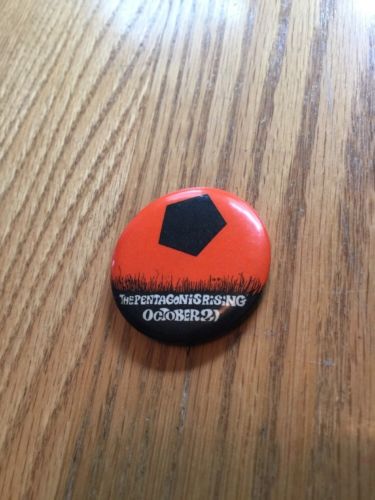 THE PENTAGON IS RISING
OCTOBER 21